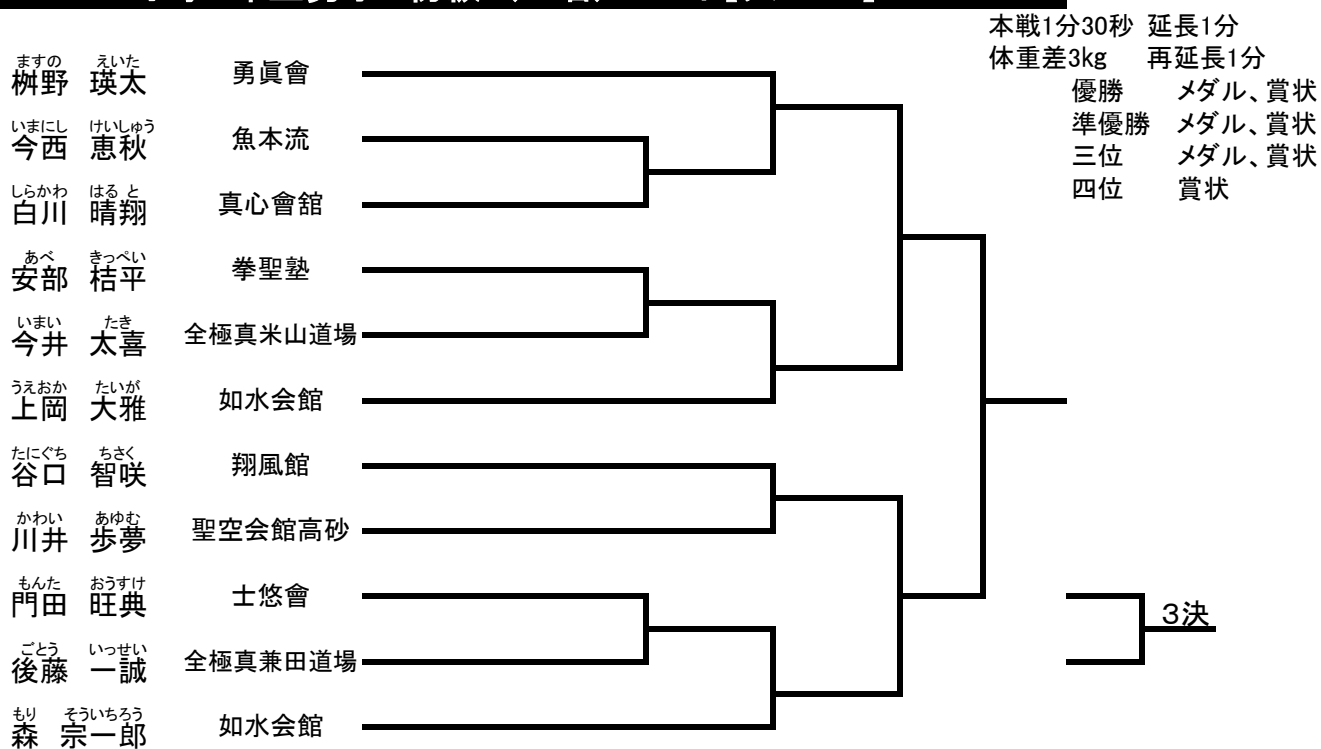 本戦1分30秒 延長1分
体重差3kg 再延長1分
優勝 メダル、賞状
準優勝 メダル、賞状
三位 メダル、賞状
四位 賞状
ますの えいた
桝野 瑛太 勇眞會
いまにし けいしゅう
今西 恵秋 魚本流
しらかわ はると
白川 晴翔 真心會舘
あべ きっぺい
安部 桔平 拳聖塾
いまい たき
今井 太喜 全極真米山道場
うえおか たいが
上岡 大雅 如水会館
たにぐち ちさく
谷口 智咲 翔風館
かわい あゆむ
川井 歩夢 聖空会館高砂
もんた おうすけ
門田 旺典 士悠會
ごとう いっせい
後藤 一誠 全極真兼田道場
もり そういちろう
森 宗一郎 如水会館
3決